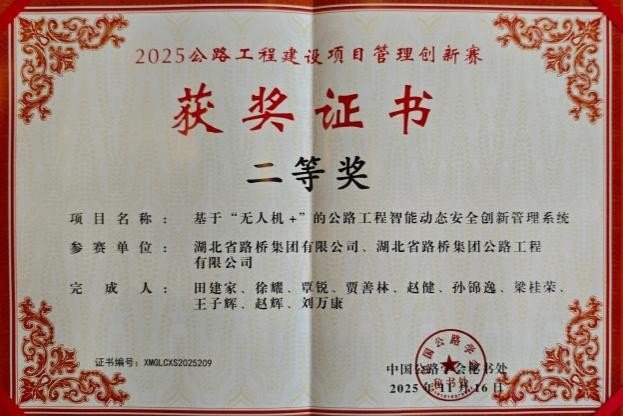 2025公路工程建设项目管理创新赛
获奖证书
二等奖
项目名称：基于“无人机+”的公路工程智能动态安全创新管理系统
参赛单位：湖北省路桥集团有限公司、湖北省路桥集团公路工程
有限公司
完成人：田建家、徐耀、覃锐、贾善林、赵健、孙锦逸、梁桂荣、
王子辉、赵辉、刘万康
证书编号：XMGLCXS2025209
中国公路学会秘书处
2025年11月16日